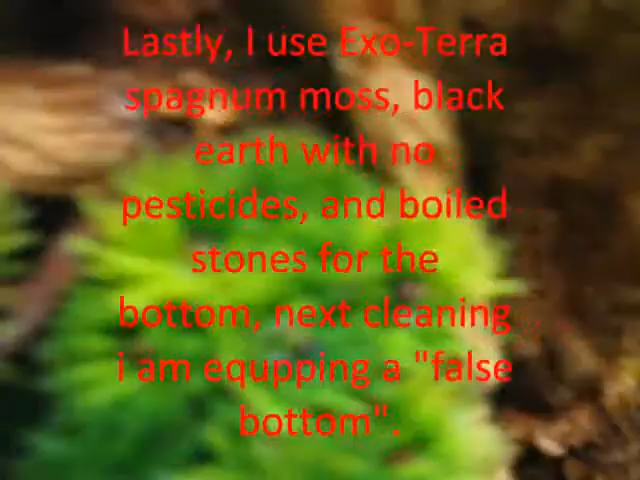 Lastly, I use Exo-Terra
spagnum moss, black
earth with no
pesticides, and boiled
stones for the
bottom, next cleaning
i am equpping a "false
bottom".